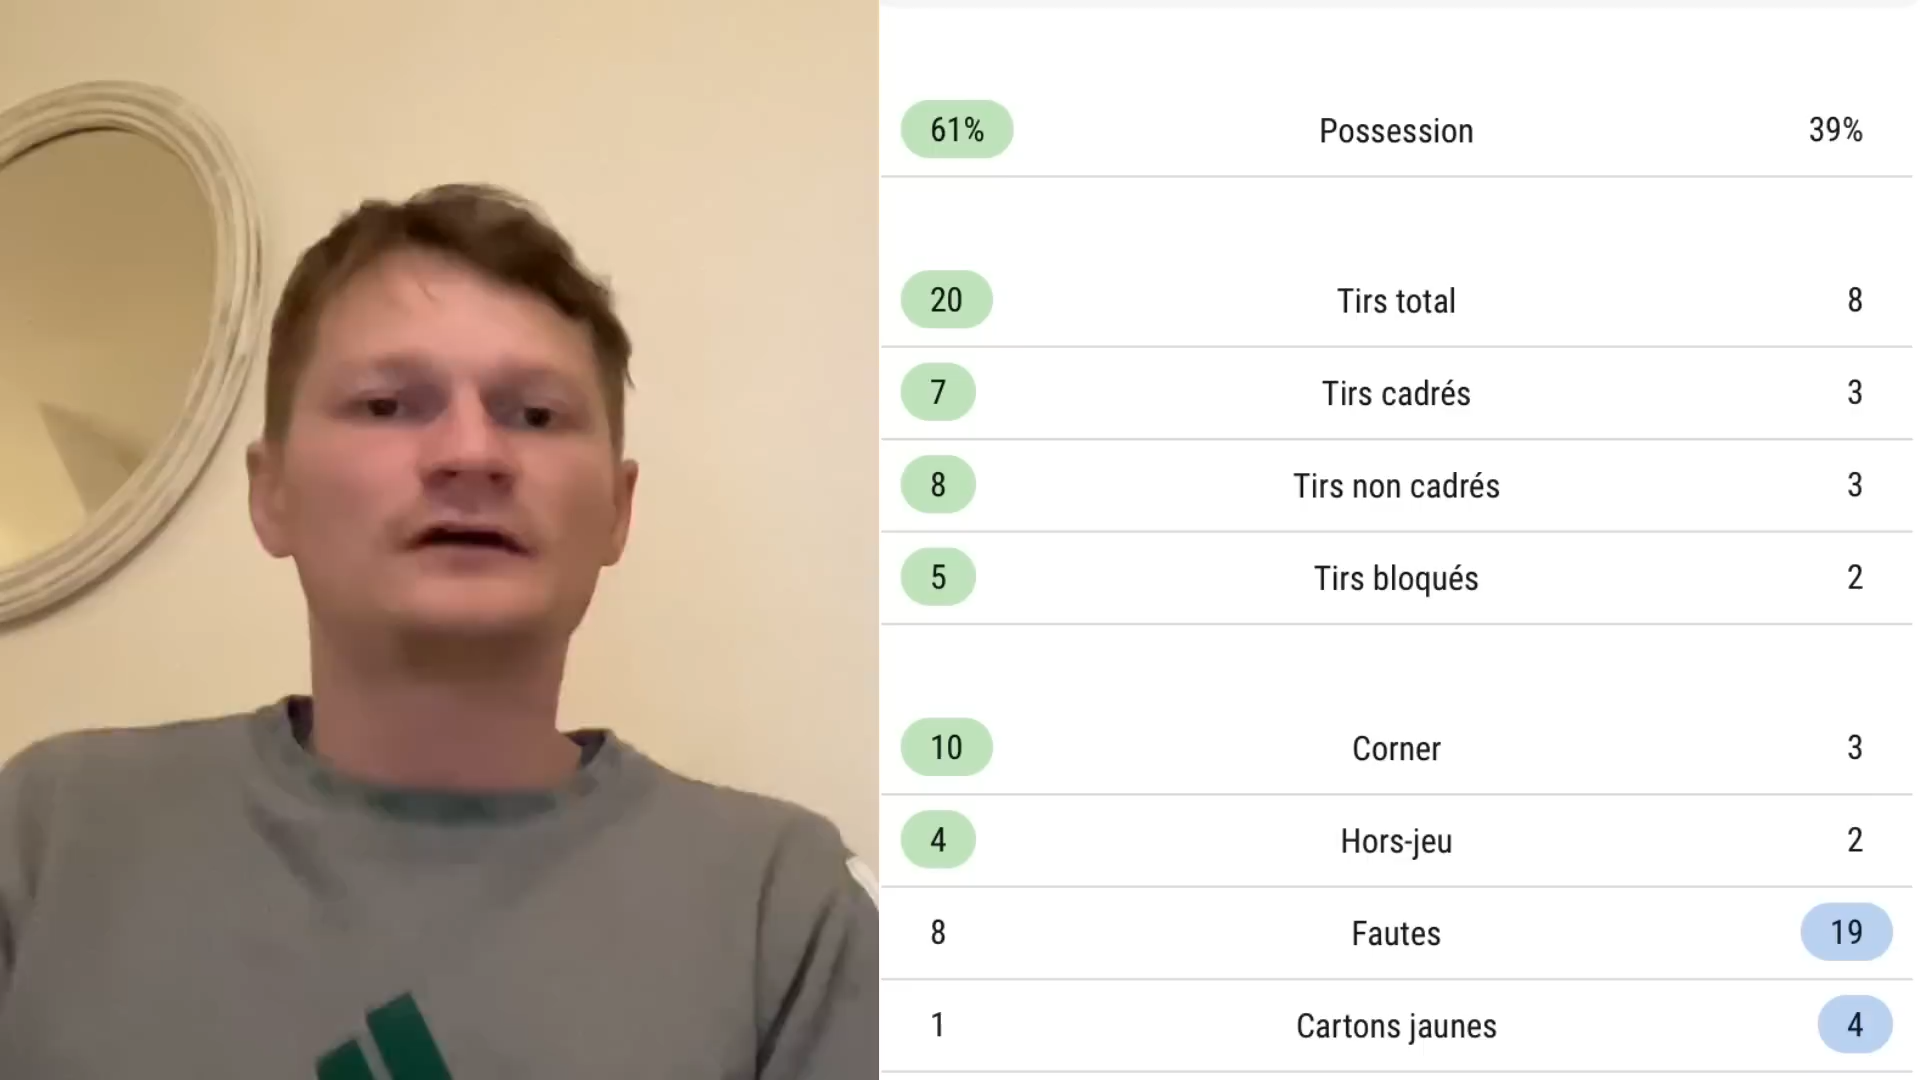 61% Possession 39%
20 Tirs total 8
7 Tirs cadrés 3
8 Tirs non cadrés 3
5 Tirs bloqués 2
10 Corner 3
4 Hors-jeu 2
8 Fautes 19
1 Cartons jaunes 4